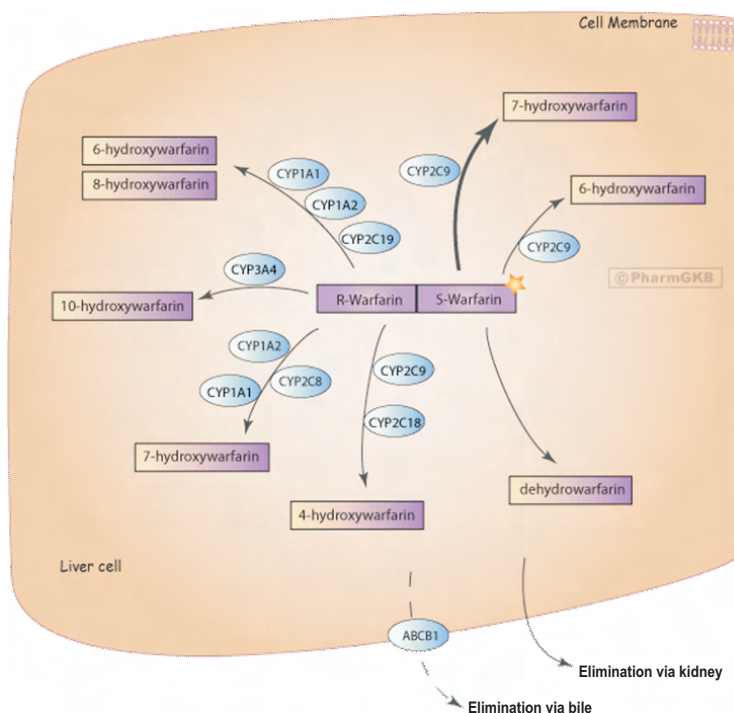 Cell Membrane
7-hydroxywarfarin
6-hydroxywarfarin
8-hydroxywarfarin
CYP1A1
CYP1A2
CYP2C19
CYP2C9
6-hydroxywarfarin
CYP2C9
CYP3A4
©PharmGKB
10-hydroxywarfarin
R-Warfarin
S-Warfarin
CYP1A2
CYP1A1
CYP2C8
CYP2C9
CYP2C18
7-hydroxywarfarin
4-hydroxywarfarin
dehydrowarfarin
Liver cell
ABCB1
Elimination via kidney
Elimination via bile